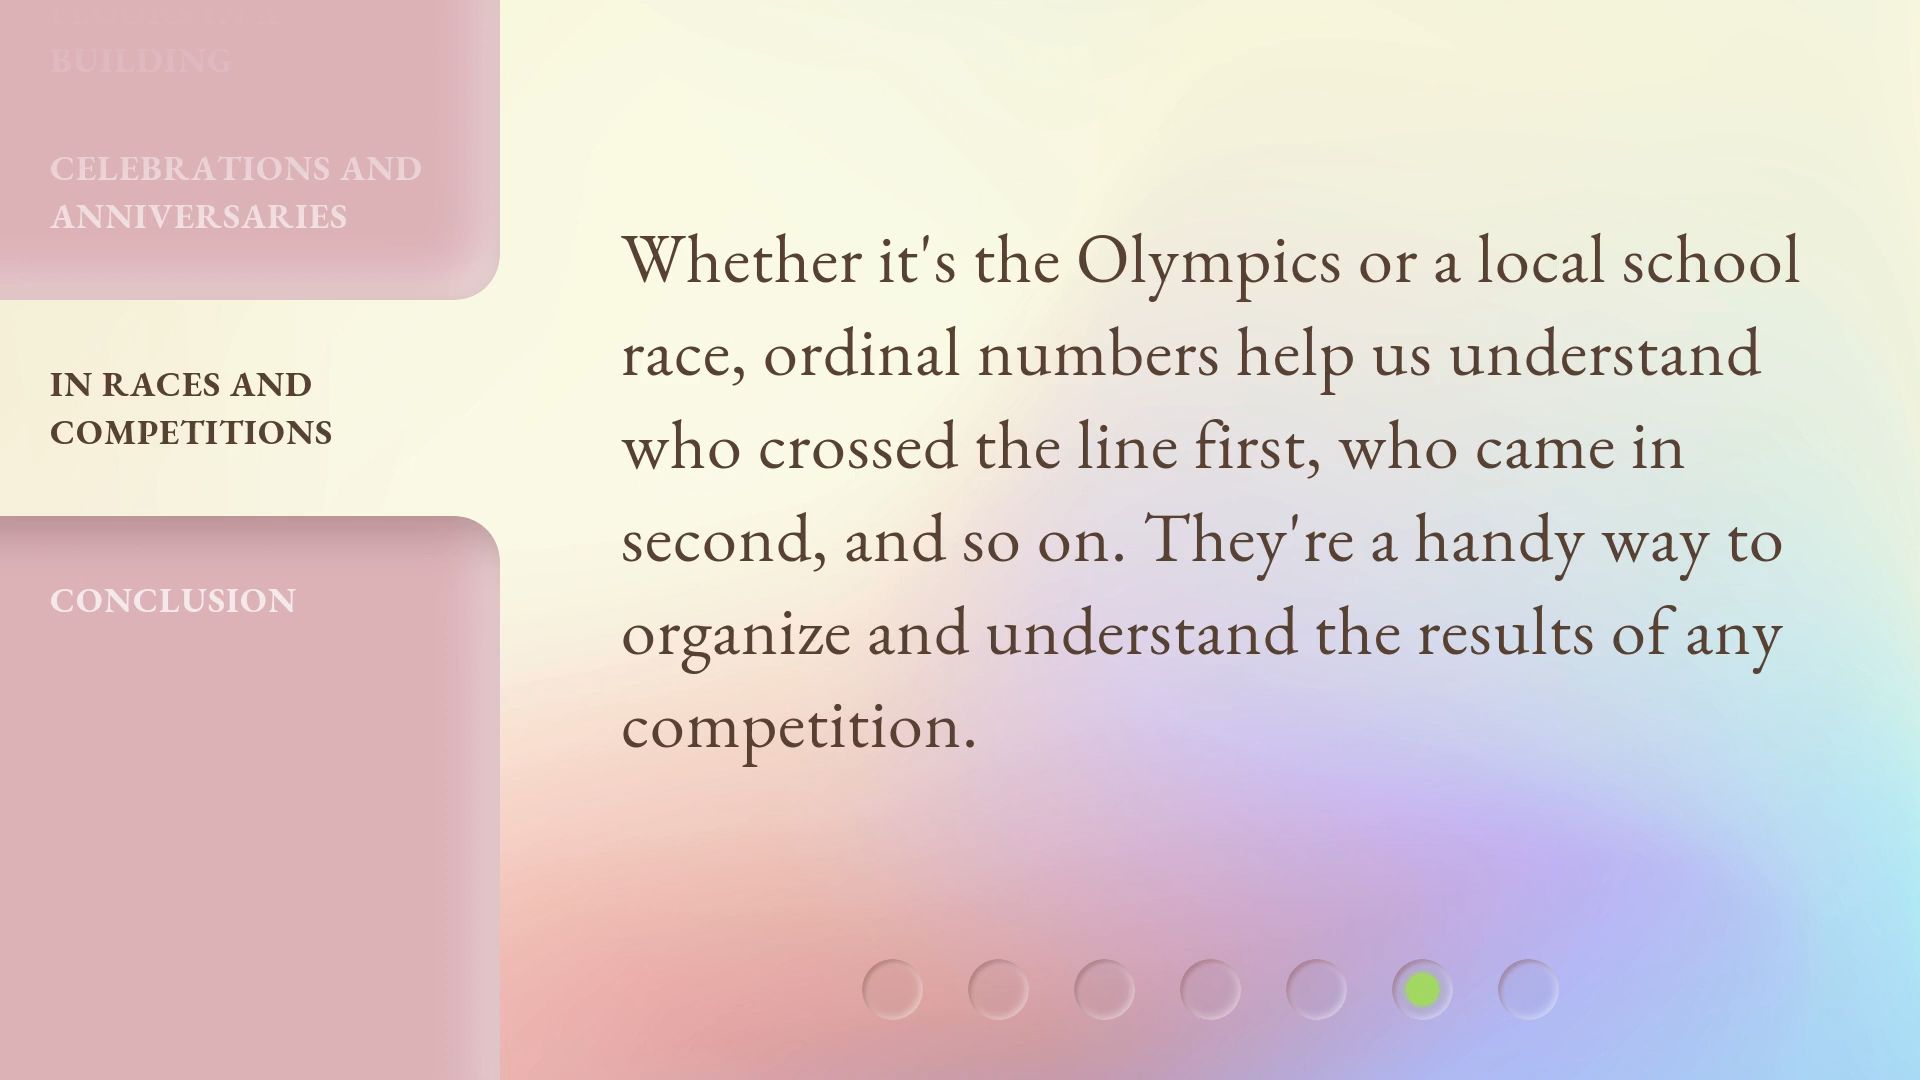 BUILDING
CELEBRATIONS AND
ANNIVERSARIES
IN RACES AND
COMPETITIONS
CONCLUSION
Whether it's the Olympics or a local school
race, ordinal numbers help us understand
who crossed the line first, who came in
second, and so on. They're a handy way to
organize and understand the results of any
competition.